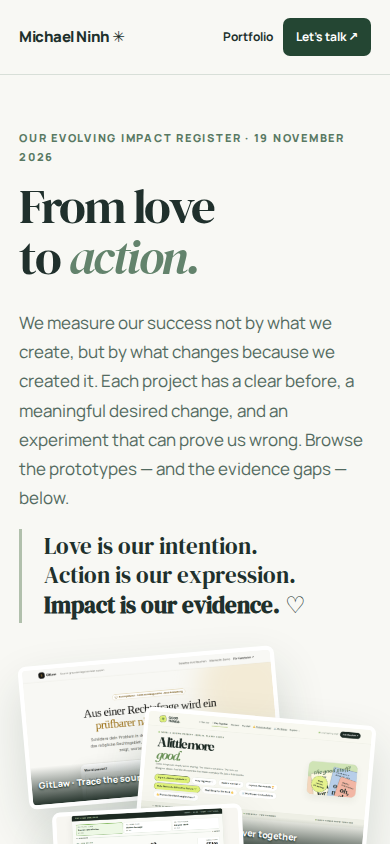 Michael Ninh ✳
Portfolio
Let's talk ↗
OUR EVOLVING IMPACT REGISTER · 19 NOVEMBER
2026
From love
to action.
We measure our success not by what we
create, but by what changes because we
created it. Each project has a clear before, a
meaningful desired change, and an
experiment that can prove us wrong. Browse
the prototypes — and the evidence gaps —
below.
Love is our intention.
Action is our expression.
Impact is our evidence. ♡
Aus einer Rechtsfrage wird ein
prüfbarer
A little more
good.
GitLaw · Trace the sour
ver together